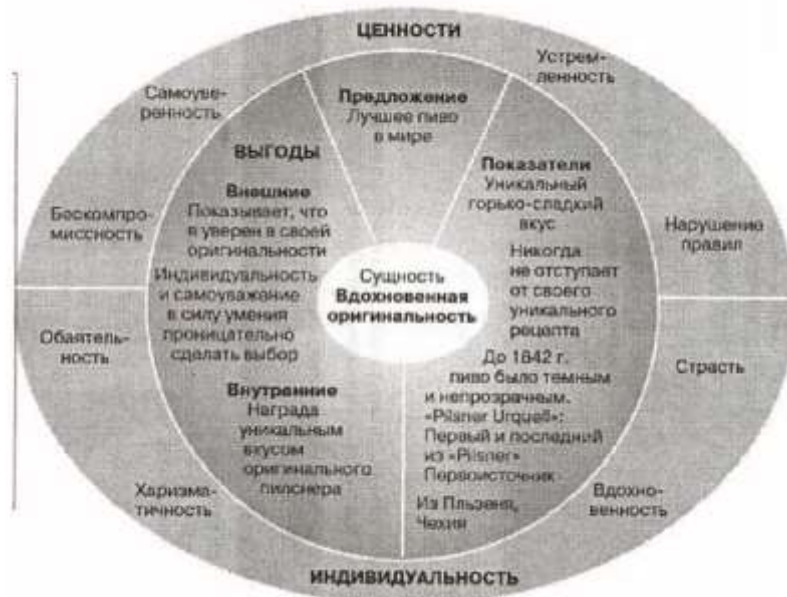 ЦЕННОСТИ
Самоуве-
ренность
Устрем-
ленность
Бескомпро-
миссность
Нарушение
правил
Предложение
Лучшее пиво
в мире
ВЫГОДЫ
Внешние
Показывает, что
я уверен в своей
оригинальности
Индивидуальность
и самоуважение
в силу умения
проницательно
сделать выбор
Внутранние
Награда
уникальным
вкусом
оригинального
пилснера
Сущность
Вдохновенная
оригинальность
Показатели
Уникальный
горько-сладкий
вкус
Никогда
не отступает
от своего
уникального
рецепта
До 1842 г.
пиво было темным
и непрозрачным.
«Pilsner Urquell»:
Первый и последний
из «Pilsner»
Первоисточник
Из Пльзеня,
Чехия
Обаятель-
ность
Страсть
Харизма-
тичность
Вдохно-
венность
ИНДИВИДУАЛЬНОСТЬ